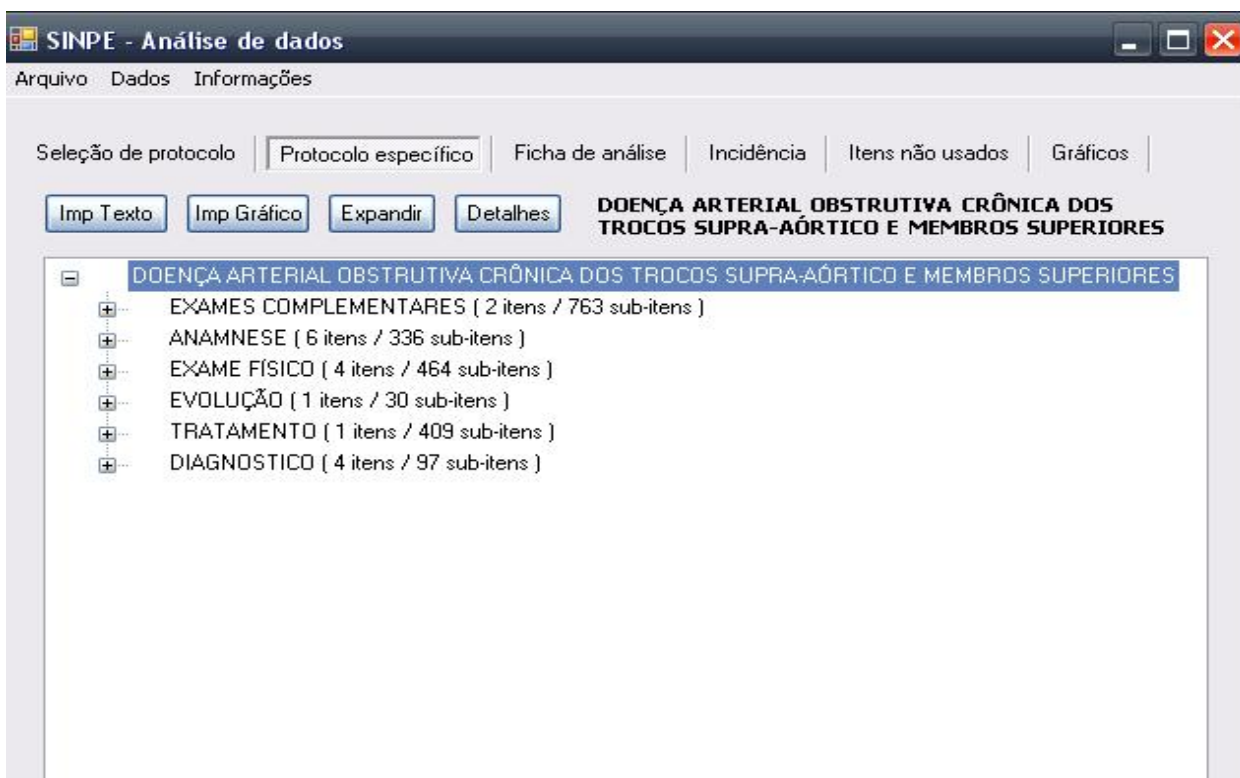 SINPE - Análise de dados
Arquivo Dados Informações
Seleção de protocolo Protocolo específico Ficha de análise Incidência Itens não usados Gráficos
Imp Texto Imp Gráfico Expandir Detalhes DOENÇA ARTERIAL OBSTRUTIVA CRÔNICA DOS
TROCOS SUPRA-AÓRTICO E MEMBROS SUPERIORES
DOENÇA ARTERIAL OBSTRUTIVA CRÔNICA DOS TROCOS SUPRA-AÓRTICO E MEMBROS SUPERIORES
EXAMES COMPLEMENTARES ( 2 itens / 763 sub-itens )
ANAMNESE ( 6 itens / 336 sub-itens )
EXAME FÍSICO ( 4 itens / 464 sub-itens )
EVOLUÇÃO ( 1 itens / 30 sub-itens )
TRATAMENTO ( 1 itens / 409 sub-itens )
DIAGNOSTICO ( 4 itens / 97 sub-itens )